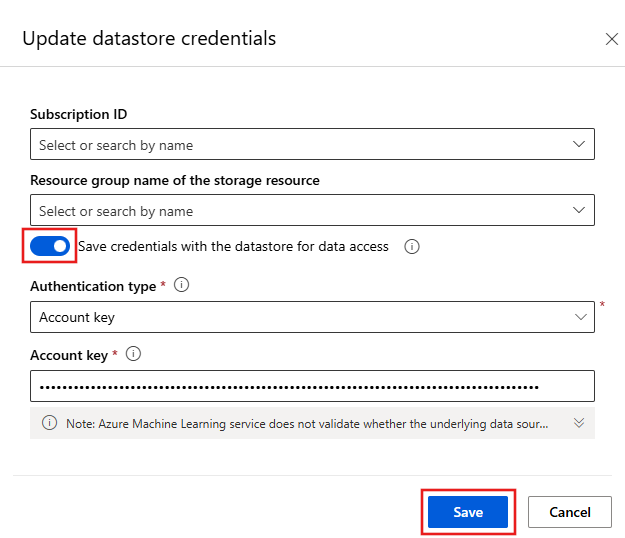 Update datastore credentials
Subscription ID
Select or search by name
Resource group name of the storage resource
Select or search by name
Save credentials with the datastore for data access
Authentication type *
Account key
*
Account key *
••••••••••••••••••••••••••••••••••••••••••••••••••••••••••••••••••••••••••••••••••••••••
Note: Azure Machine Learning service does not validate whether the underlying data sour...
Save
Cancel